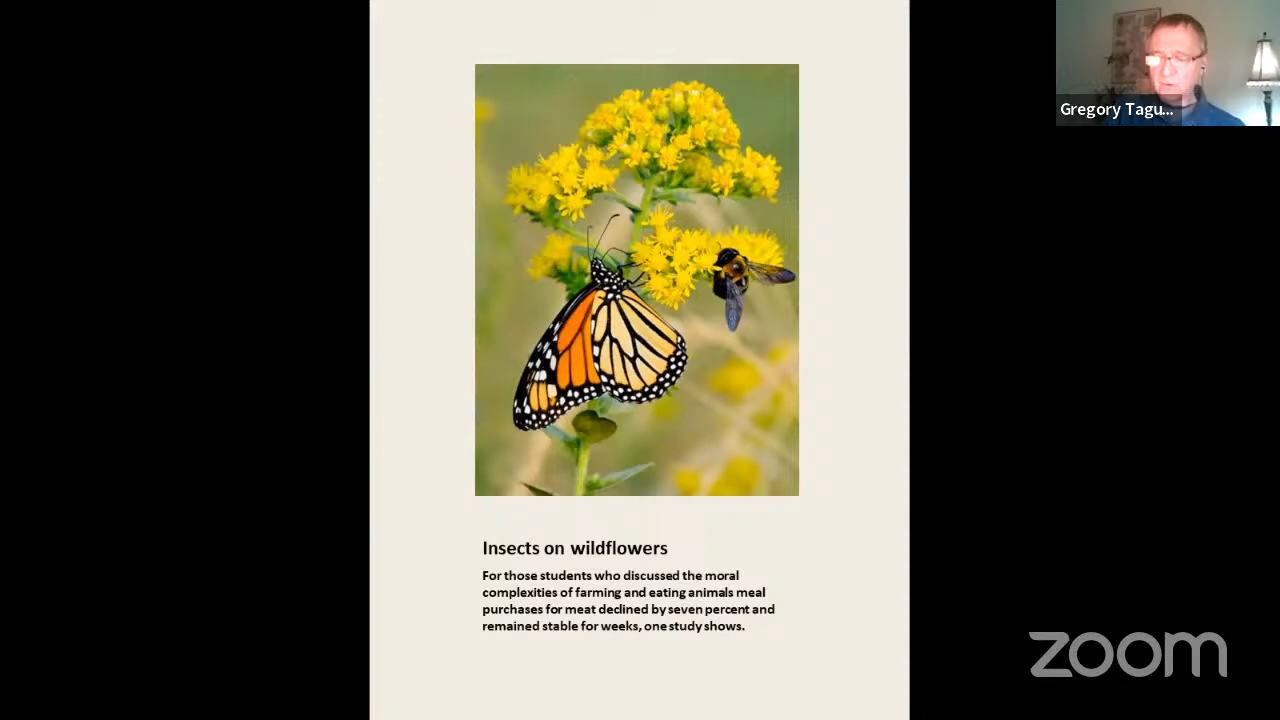 Gregory Tagu...
Insects on wildflowers
For those students who discussed the moral
complexities of farming and eating animals meal
purchases for meat declined by seven percent and
remained stable for weeks, one study shows.
zoom